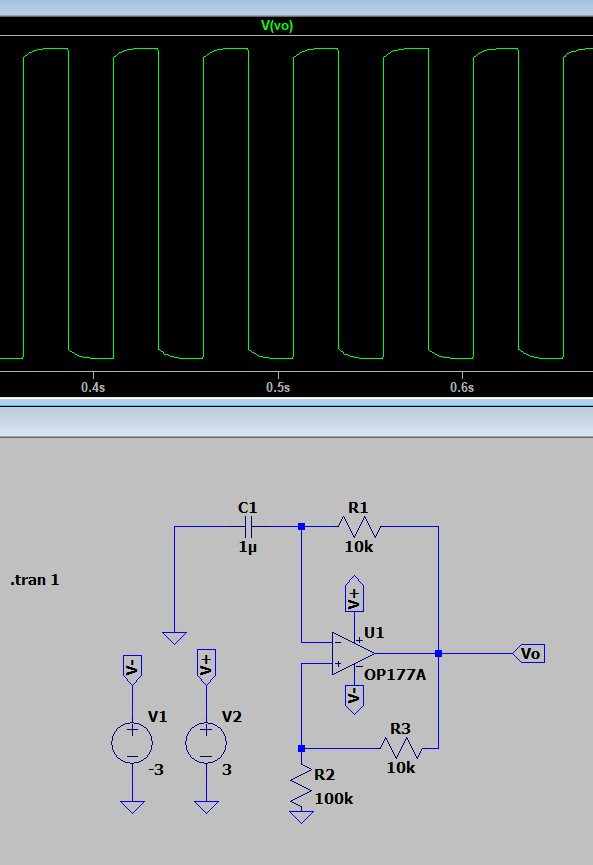 V(vo)
0.4s
0.5s
0.6s
C1
1µ
R1
10k
.tran 1
V+
U1
-
+
+
-
OP177A
V-
Vo
V-
V+
V1
-3
V2
3
+
-
+
-
R3
10k
R2
100k